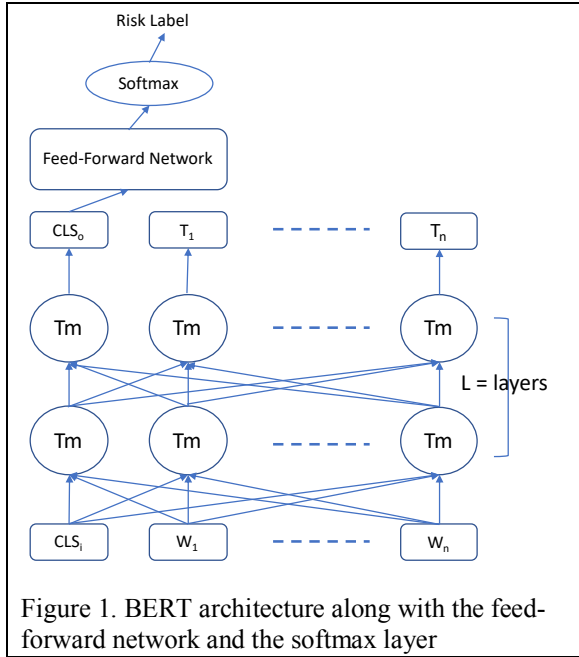 Risk Label
Softmax
Feed-Forward Network
CLSo T1 Tn
Tm Tm Tm
L = layers
Tm Tm Tm
CLSi W1 Wn
Figure 1. BERT architecture along with the feed-
forward network and the softmax layer